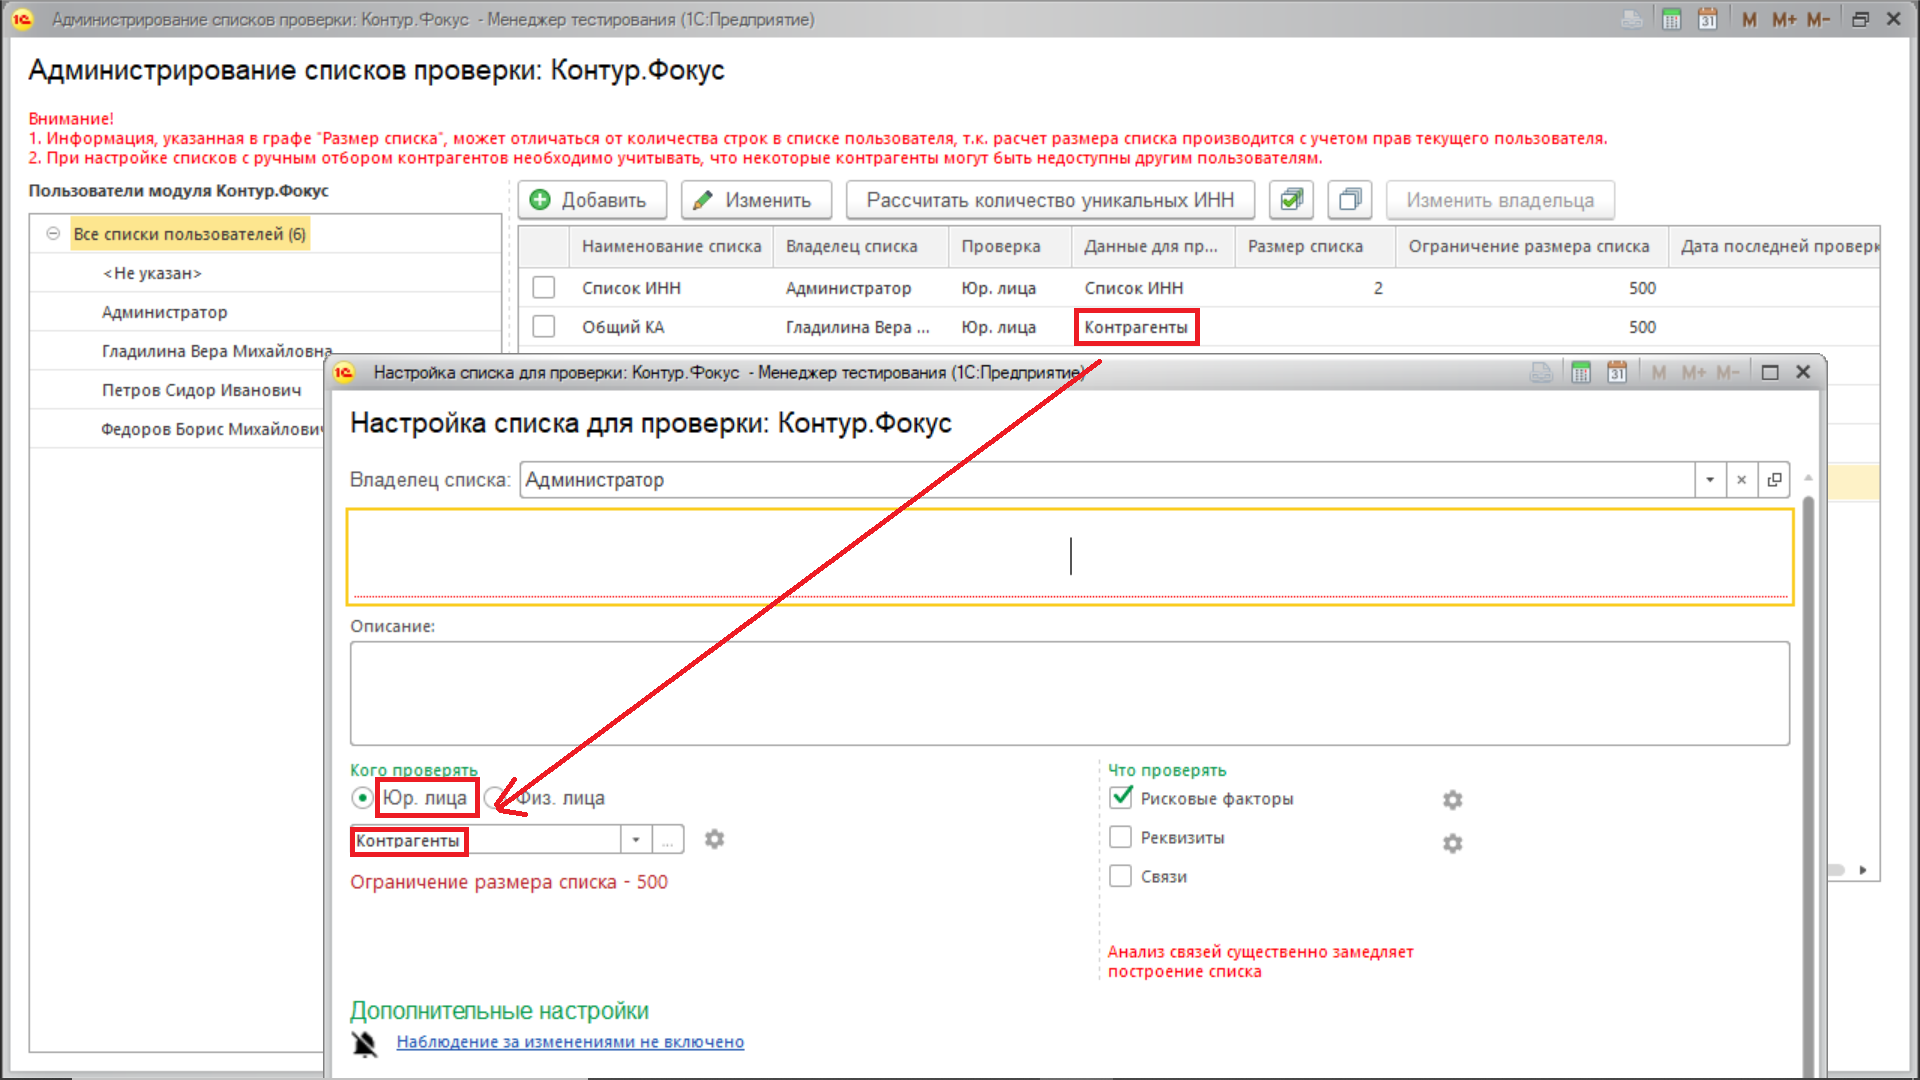 Администрирование списков проверки: Контур.Фокус - Менеджер тестирования (1С:Предприятие)
31 M M+ M-
Администрирование списков проверки: Контур.Фокус
Внимание!
1. Информация, указанная в графе "Размер списка", может отличаться от количества строк в списке пользователя, т.к. расчет размера списка производится с учетом прав текущего пользователя.
2. При настройке списков с ручным отбором контрагентов необходимо учитывать, что некоторые контрагенты могут быть недоступны другим пользователям.
Пользователи модуля Контур.Фокус
Добавить Изменить Рассчитать количество уникальных ИНН Изменить владельца
Все списки пользователей (6)
<Не указан>
Администратор
Гладилина Вера Михайловна
Петров Сидор Иванович
Федоров Борис Михайлович
Наименование списка Владелец списка Проверка Данные для пр... Размер списка Ограничение размера списка Дата последней проверк
Список ИНН Администратор Юр. лица Список ИНН 2 500
Общий КА Гладилина Вера ... Юр. лица Контрагенты 500
Настройка списка для проверки: Контур.Фокус - Менеджер тестирования (1С:Предприятие)
31 M M+ M-
Настройка списка для проверки: Контур.Фокус
Владелец списка: Администратор
Описание:
Кого проверять
Юр. лица Физ. лица
Контрагенты ...
Ограничение размера списка - 500
Что проверять
Рисковые факторы
Реквизиты
Связи
Анализ связей существенно замедляет
построение списка
Дополнительные настройки
Наблюдение за изменениями не включено